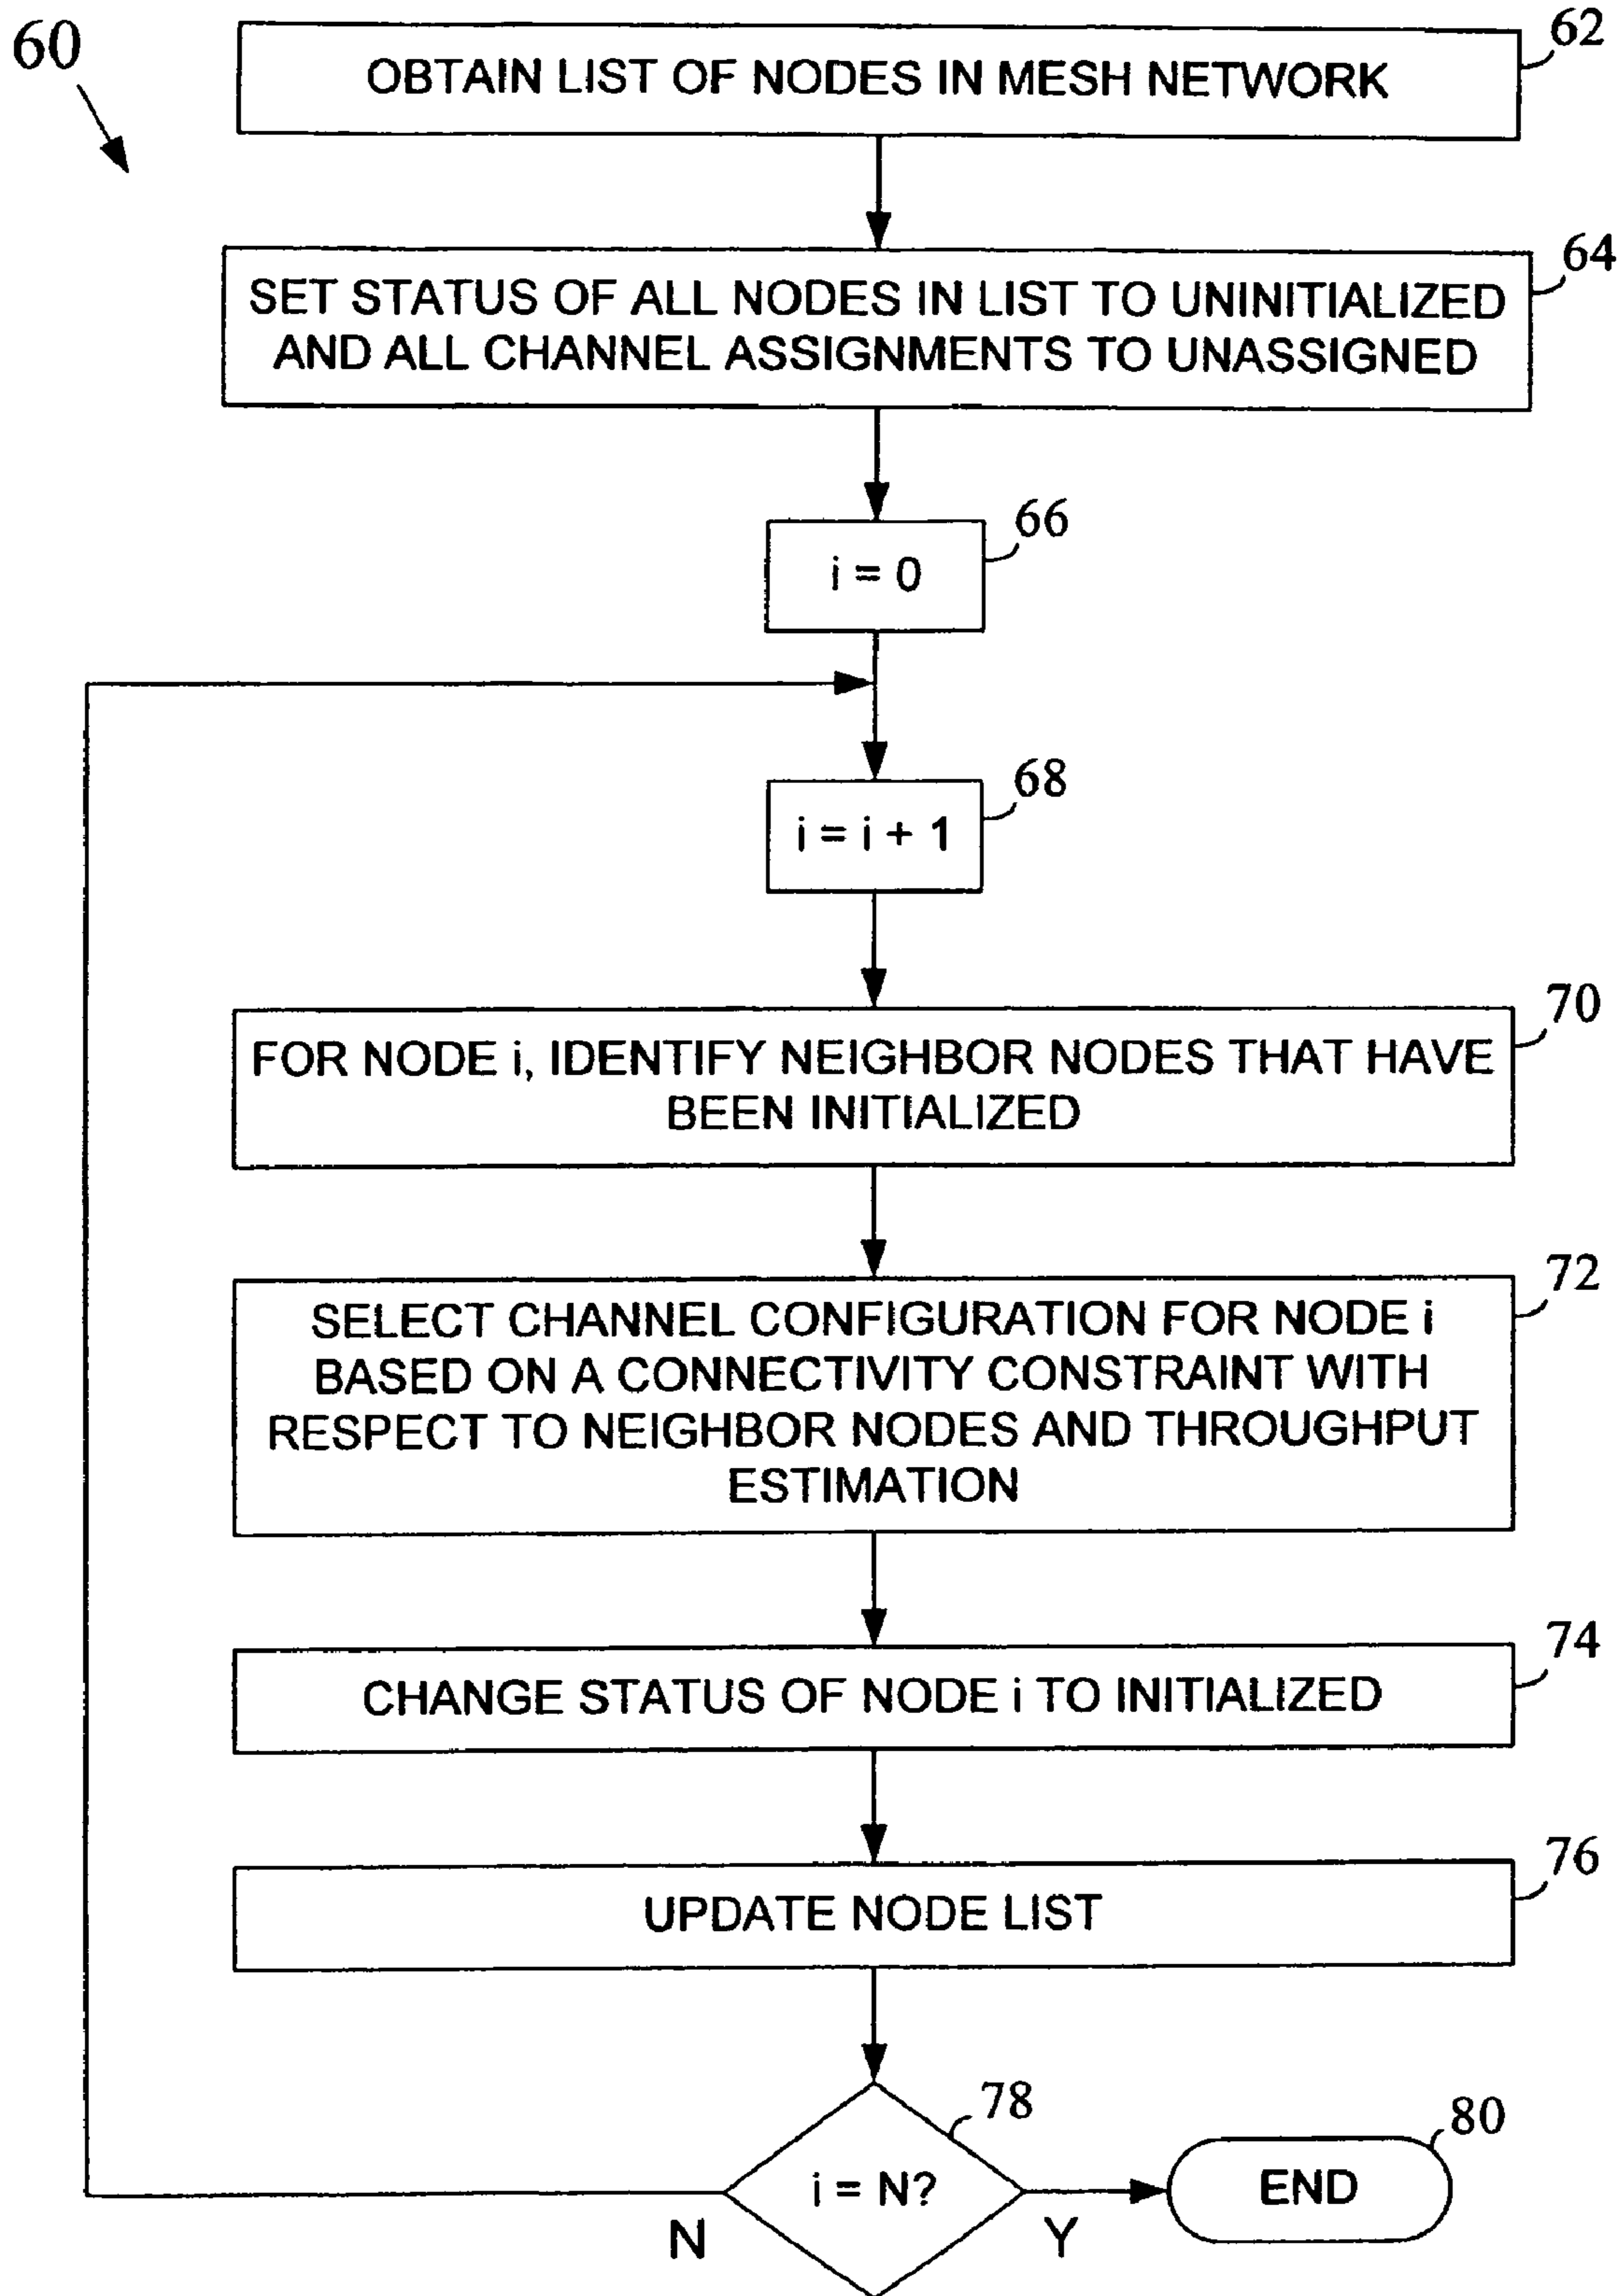 60
62
OBTAIN LIST OF NODES IN MESH NETWORK
64
SET STATUS OF ALL NODES IN LIST TO UNINITIALIZED
AND ALL CHANNEL ASSIGNMENTS TO UNASSIGNED
66
i = 0
68
i = i + 1
70
FOR NODE i, IDENTIFY NEIGHBOR NODES THAT HAVE
BEEN INITIALIZED
72
SELECT CHANNEL CONFIGURATION FOR NODE i
BASED ON A CONNECTIVITY CONSTRAINT WITH
RESPECT TO NEIGHBOR NODES AND THROUGHPUT
ESTIMATION
74
CHANGE STATUS OF NODE i TO INITIALIZED
76
UPDATE NODE LIST
78
i = N?
80
END
N
Y